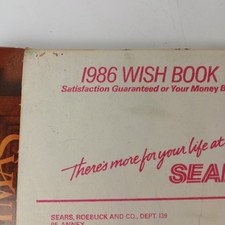 1986 WISH BOOK
Satisfaction Guaranteed or Your Money B
There's more for your life at
SEAR
SEARS, ROEBUCK AND CO., DEPT. 139